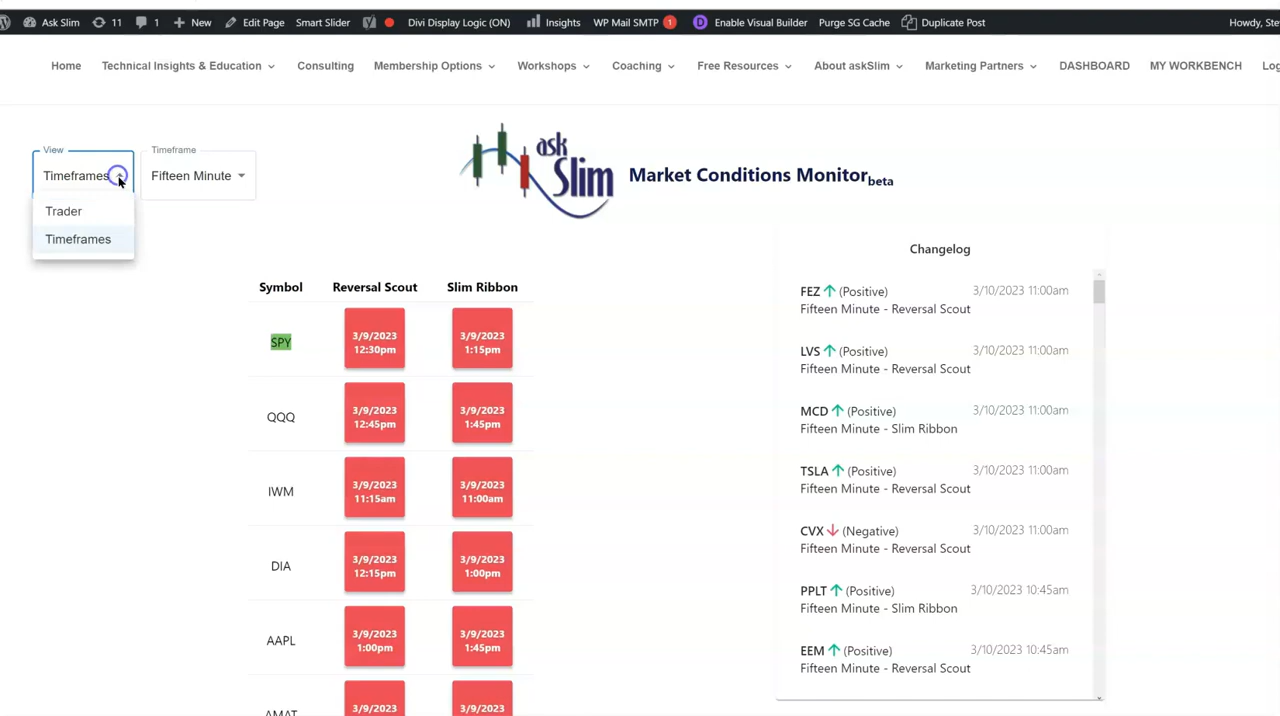 Ask Slim 11 1 New Edit Page Smart Slider Divi Display Logic (ON) Insights WP Mail SMTP 1 D Enable Visual Builder Purge SG Cache Duplicate Post Howdy, Ste
Home Technical Insights & Education Consulting Membership Options Workshops Coaching Free Resources About askSlim Marketing Partners DASHBOARD MY WORKBENCH Log
View Timeframe
Timeframes Fifteen Minute
Trader
Timeframes
ask
Slim
Market Conditions Monitor beta
Symbol Reversal Scout Slim Ribbon
SPY 3/9/2023 12:30pm 3/9/2023 1:15pm
QQQ 3/9/2023 12:45pm 3/9/2023 1:45pm
IWM 3/9/2023 11:15am 3/9/2023 11:00am
DIA 3/9/2023 12:15pm 3/9/2023 1:00pm
AAPL 3/9/2023 1:00pm 3/9/2023 1:45pm
AMAT 3/9/2023 3/9/2023
Changelog
FEZ ↑ (Positive) 3/10/2023 11:00am
Fifteen Minute - Reversal Scout
LVS ↑ (Positive) 3/10/2023 11:00am
Fifteen Minute - Reversal Scout
MCD ↑ (Positive) 3/10/2023 11:00am
Fifteen Minute - Slim Ribbon
TSLA ↑ (Positive) 3/10/2023 11:00am
Fifteen Minute - Reversal Scout
CVX ↓ (Negative) 3/10/2023 11:00am
Fifteen Minute - Reversal Scout
PPLT ↑ (Positive) 3/10/2023 10:45am
Fifteen Minute - Slim Ribbon
EEM ↑ (Positive) 3/10/2023 10:45am
Fifteen Minute - Reversal Scout